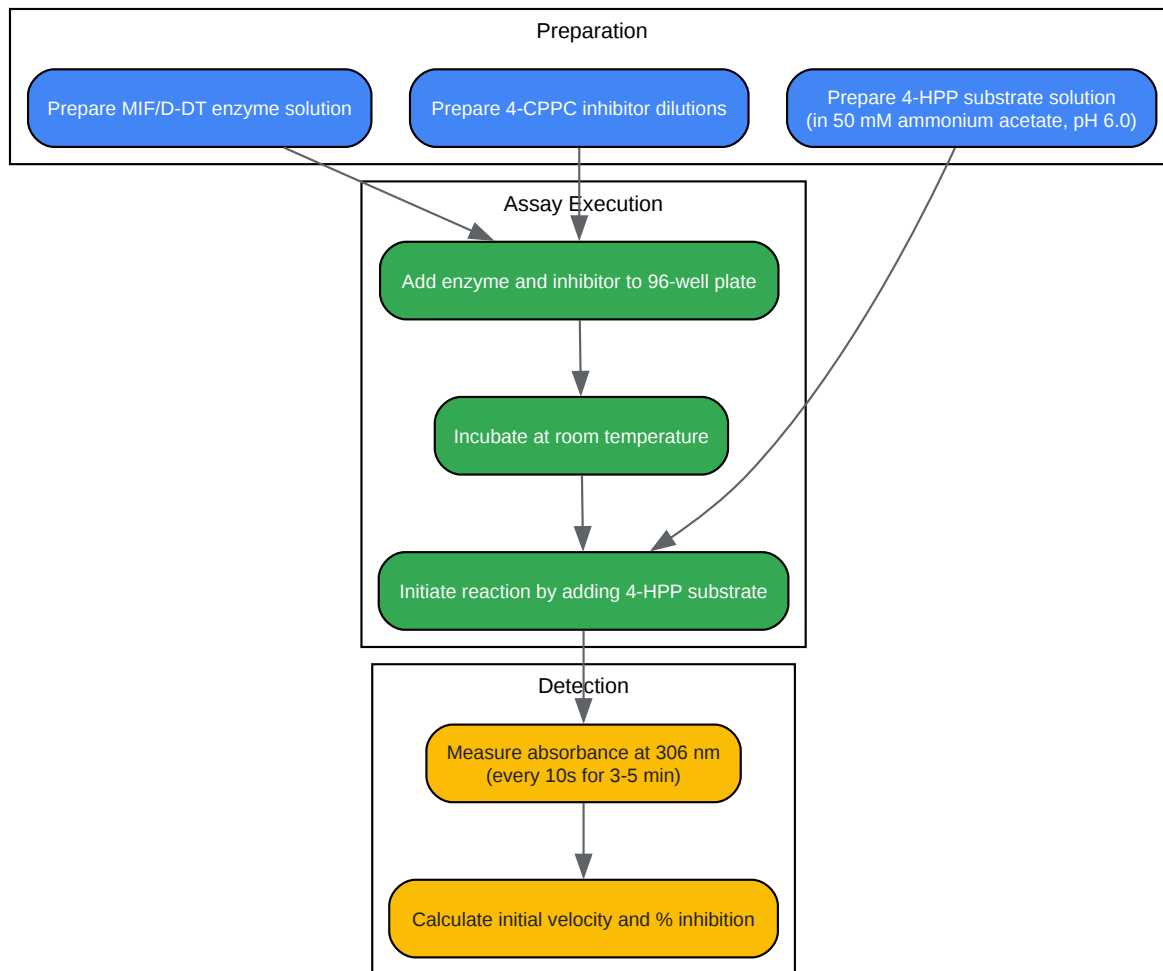 Preparation
Prepare MIF/D-DT enzyme solution
Prepare 4-CPPC inhibitor dilutions
Prepare 4-HPP substrate solution
(in 50 mM ammonium acetate, pH 6.0)
Assay Execution
Add enzyme and inhibitor to 96-well plate
Incubate at room temperature
Initiate reaction by adding 4-HPP substrate
Detection
Measure absorbance at 306 nm
(every 10s for 3-5 min)
Calculate initial velocity and % inhibition